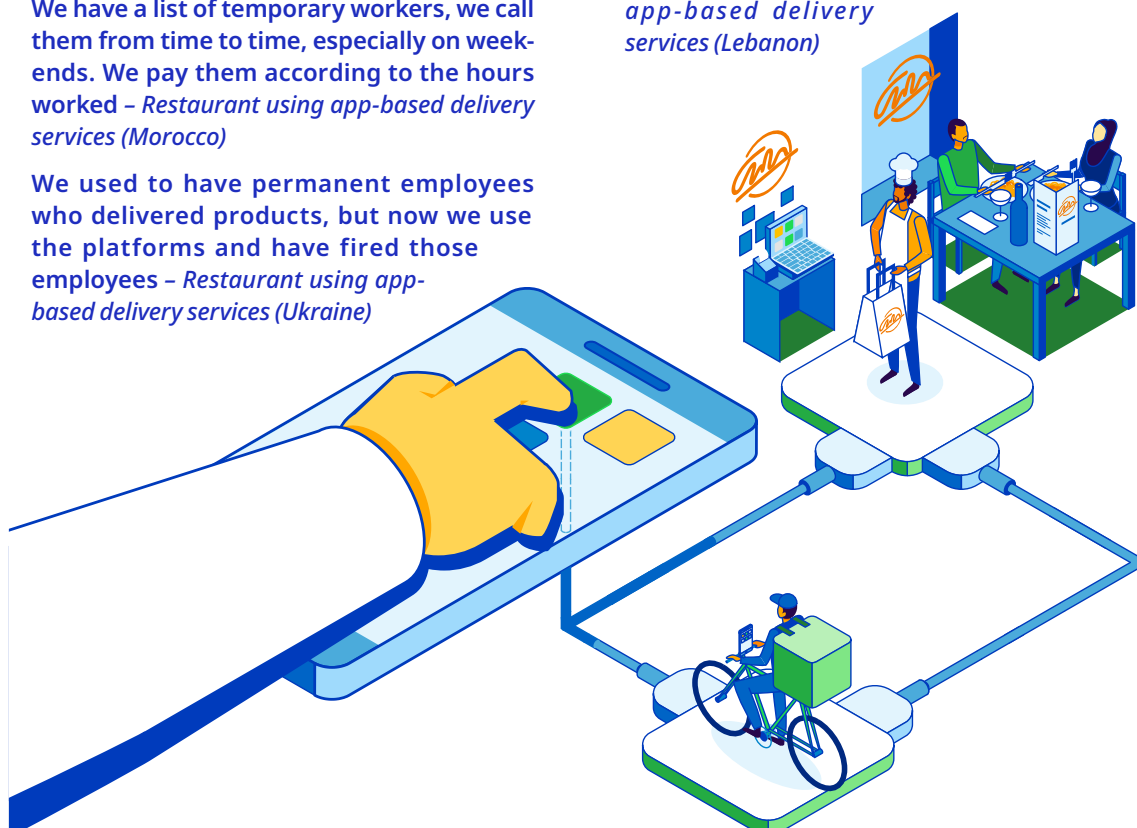 We have a list of temporary workers, we call
them from time to time, especially on week-
ends. We pay them according to the hours
worked – Restaurant using app-based delivery
services (Morocco)
We used to have permanent employees
who delivered products, but now we use
the platforms and have fired those
employees – Restaurant using app-
based delivery services (Ukraine)
app-based delivery
services (Lebanon)